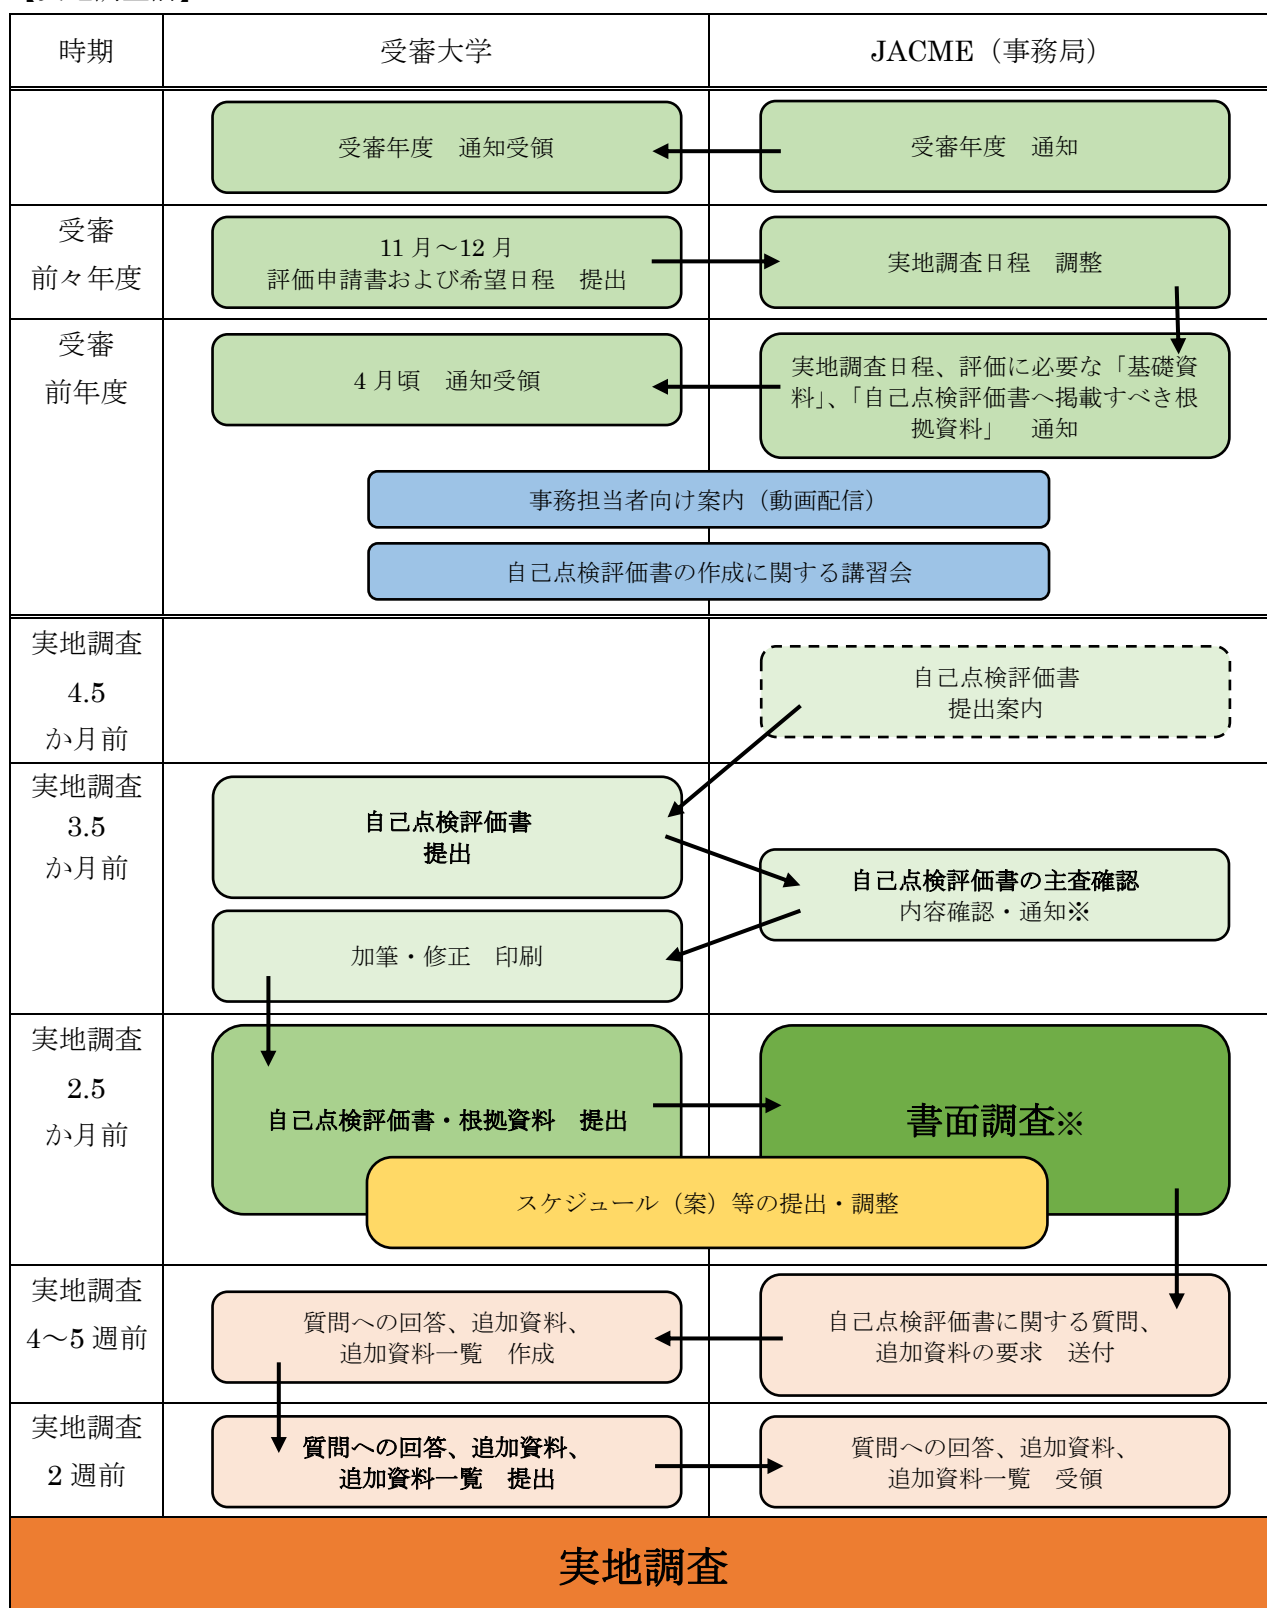 時期
受審大学
JACME（事務局）
受審年度　通知受領
受審年度　通知
受審
前々年度
11 月～12 月
評価申請書および希望日程　提出
実地調査日程　調整
受審
前年度
4 月頃　通知受領
実地調査日程、評価に必要な「基礎資
料」、「自己点検評価書へ掲載すべき根
拠資料」　通知
事務担当者向け案内（動画配信）
自己点検評価書の作成に関する講習会
実地調査
4.5
か月前
自己点検評価書
提出案内
実地調査
3.5
か月前
自己点検評価書
提出
自己点検評価書の主査確認
内容確認・通知※
加筆・修正　印刷
実地調査
2.5
か月前
自己点検評価書・根拠資料　提出
書面調査※
スケジュール（案）等の提出・調整
実地調査
4～5 週前
質問への回答、追加資料、
追加資料一覧　作成
自己点検評価書に関する質問、
追加資料の要求　送付
実地調査
2 週前
質問への回答、追加資料、
追加資料一覧　提出
質問への回答、追加資料、
追加資料一覧　受領
実地調査